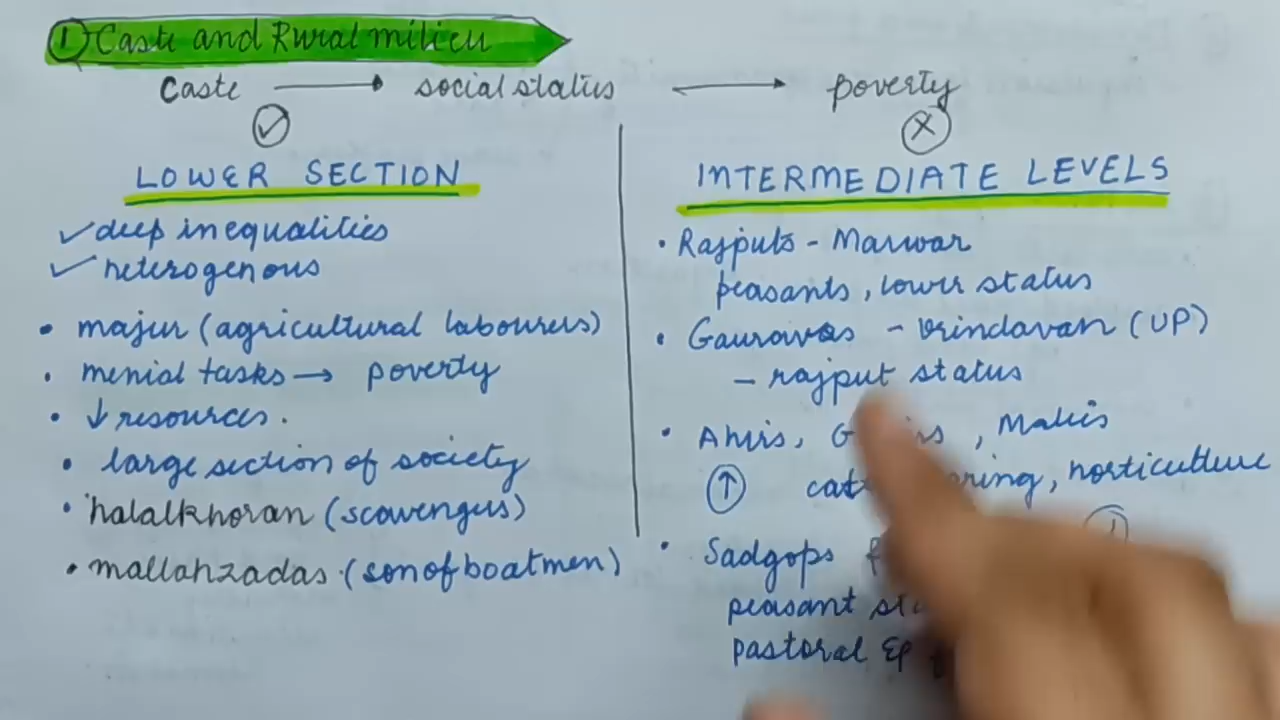 ① Caste and Rural milieu
caste → social status ↔ poverty
LOWER SECTION
✓ deep inequalities
✓ heterogenous
• majur (agricultural labourers)
• menial tasks → poverty
• ↓ resources.
• large section of society
• halalkhoran (scavengers)
• mallahzadas (son of boatmen)
INTERMEDIATE LEVELS
• Rajputs - Marwar
peasants, lower status
• Gauravas - vrindavan (UP)
- rajput status
• Ahirs, , Malis
↑ horticulture
• Sadgops
peasant
pastoral